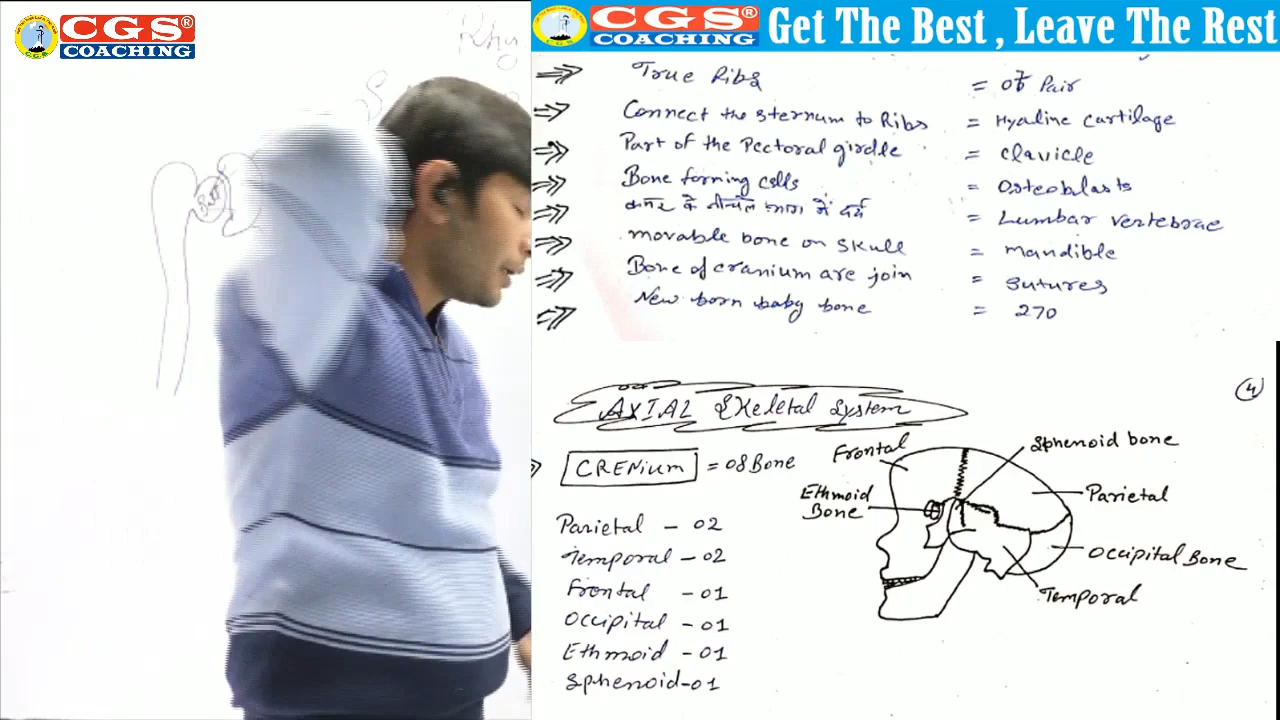 CGS®
COACHING
CGS®
COACHING
Get The Best , Leave The Rest
Ball
True Ribs = 07 Pair
Connect the sternum to Ribs = Hyaline cartilage
Part of the Pectoral girdle = clavicle
Bone forming cells = Osteoblasts
कमर के नीचले भाग में दर्द = Lumbar vertebrae
movable bone on skull = mandible
Bone of cranium are join = Sutures
New born baby bone = 270
4
AXIAL Skeletal System
CRENium = 08 Bone
Parietal - 02
Temporal - 02
Frontal - 01
Occipital - 01
Ethmoid - 01
Sphenoid - 01
Frontal
Sphenoid bone
Ethmoid
Bone
Parietal
Occipital Bone
Temporal